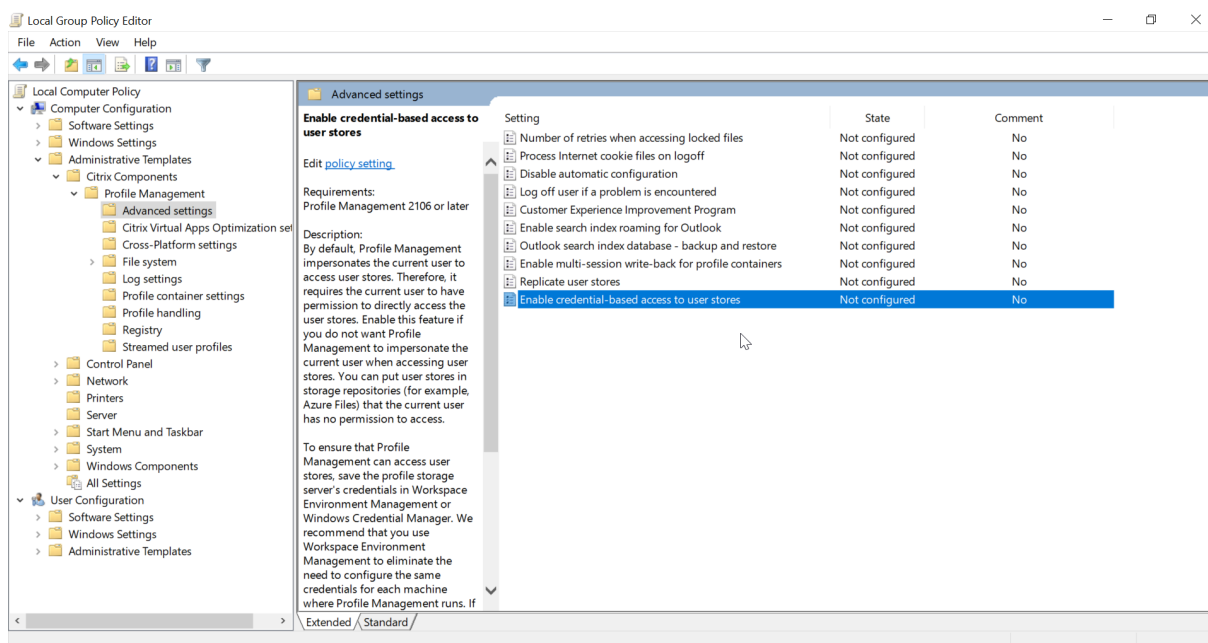 Local Group Policy Editor
File Action View Help
Local Computer Policy
Computer Configuration
Software Settings
Windows Settings
Administrative Templates
Citrix Components
Profile Management
Advanced settings
Citrix Virtual Apps Optimization set
Cross-Platform settings
File system
Log settings
Profile container settings
Profile handling
Registry
Streamed user profiles
Control Panel
Network
Printers
Server
Start Menu and Taskbar
System
Windows Components
All Settings
User Configuration
Software Settings
Windows Settings
Administrative Templates
Advanced settings
Enable credential-based access to
user stores
Edit policy setting
Requirements:
Profile Management 2106 or later
Description:
By default, Profile Management
impersonates the current user to
access user stores. Therefore, it
requires the current user to have
permission to directly access the
user stores. Enable this feature if
you do not want Profile
Management to impersonate the
current user when accessing user
stores. You can put user stores in
storage repositories (for example,
Azure Files) that the current user
has no permission to access.
To ensure that Profile
Management can access user
stores, save the profile storage
server's credentials in Workspace
Environment Management or
Windows Credential Manager. We
recommend that you use
Workspace Environment
Management to eliminate the
need to configure the same
credentials for each machine
where Profile Management runs. If
Setting State Comment
Number of retries when accessing locked files Not configured No
Process Internet cookie files on logoff Not configured No
Disable automatic configuration Not configured No
Log off user if a problem is encountered Not configured No
Customer Experience Improvement Program Not configured No
Enable search index roaming for Outlook Not configured No
Outlook search index database - backup and restore Not configured No
Enable multi-session write-back for profile containers Not configured No
Replicate user stores Not configured No
Enable credential-based access to user stores Not configured No
Extended Standard